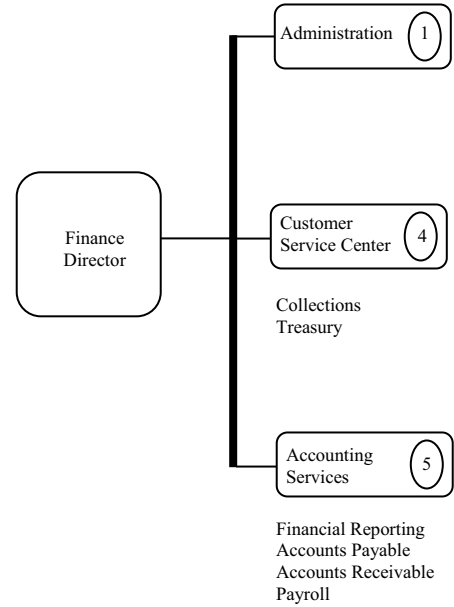 Administration 1
Finance
Director
Customer
Service Center 4
Collections
Treasury
Accounting
Services 5
Financial Reporting
Accounts Payable
Accounts Receivable
Payroll